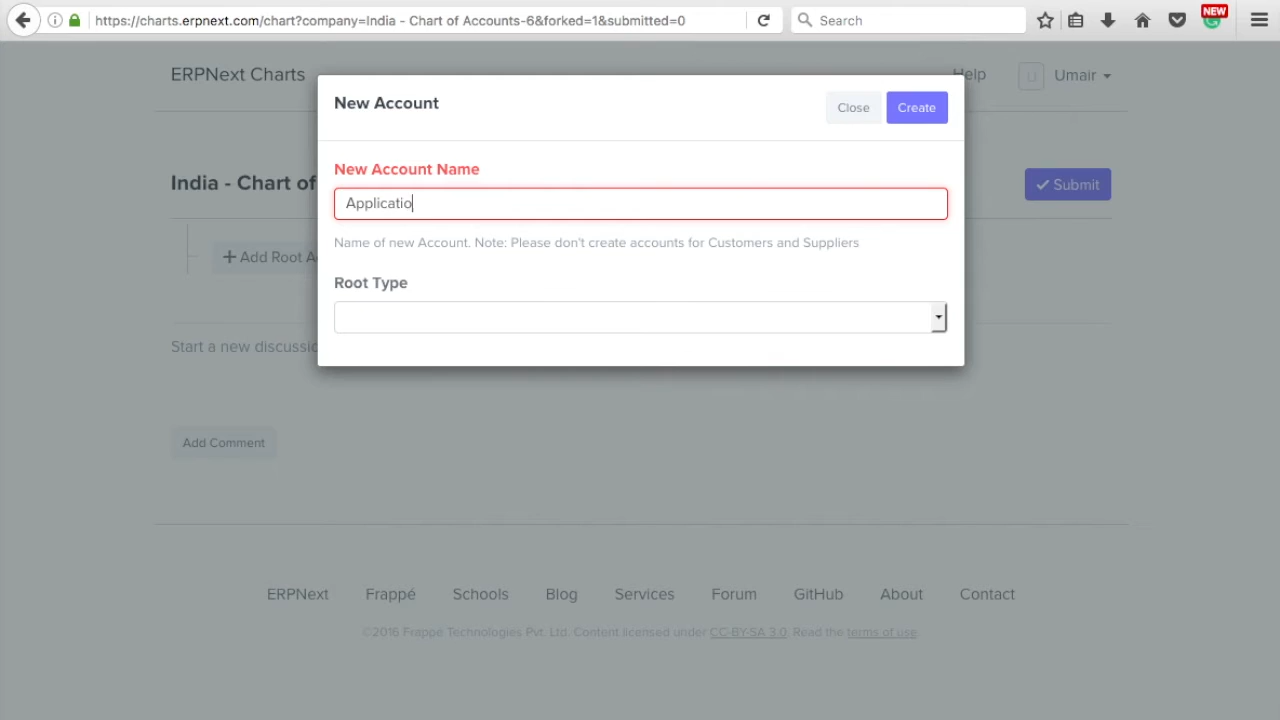 https://charts.erpnext.com/chart?company=India - Chart of Accounts-6&forked=1&submitted=0
Search
NEW
ERPNext Charts
Help
U
Umair
New Account
Close
Create
New Account Name
Applicatio
Name of new Account. Note: Please don't create accounts for Customers and Suppliers
Root Type
India - Chart of
Submit
+ Add Root A
Start a new discussi
Add Comment
ERPNext Frappé Schools Blog Services Forum GitHub About Contact
©2016 Frappe Technologies Pvt. Ltd. Content licensed under CC-BY-SA 3.0. Read the terms of use.